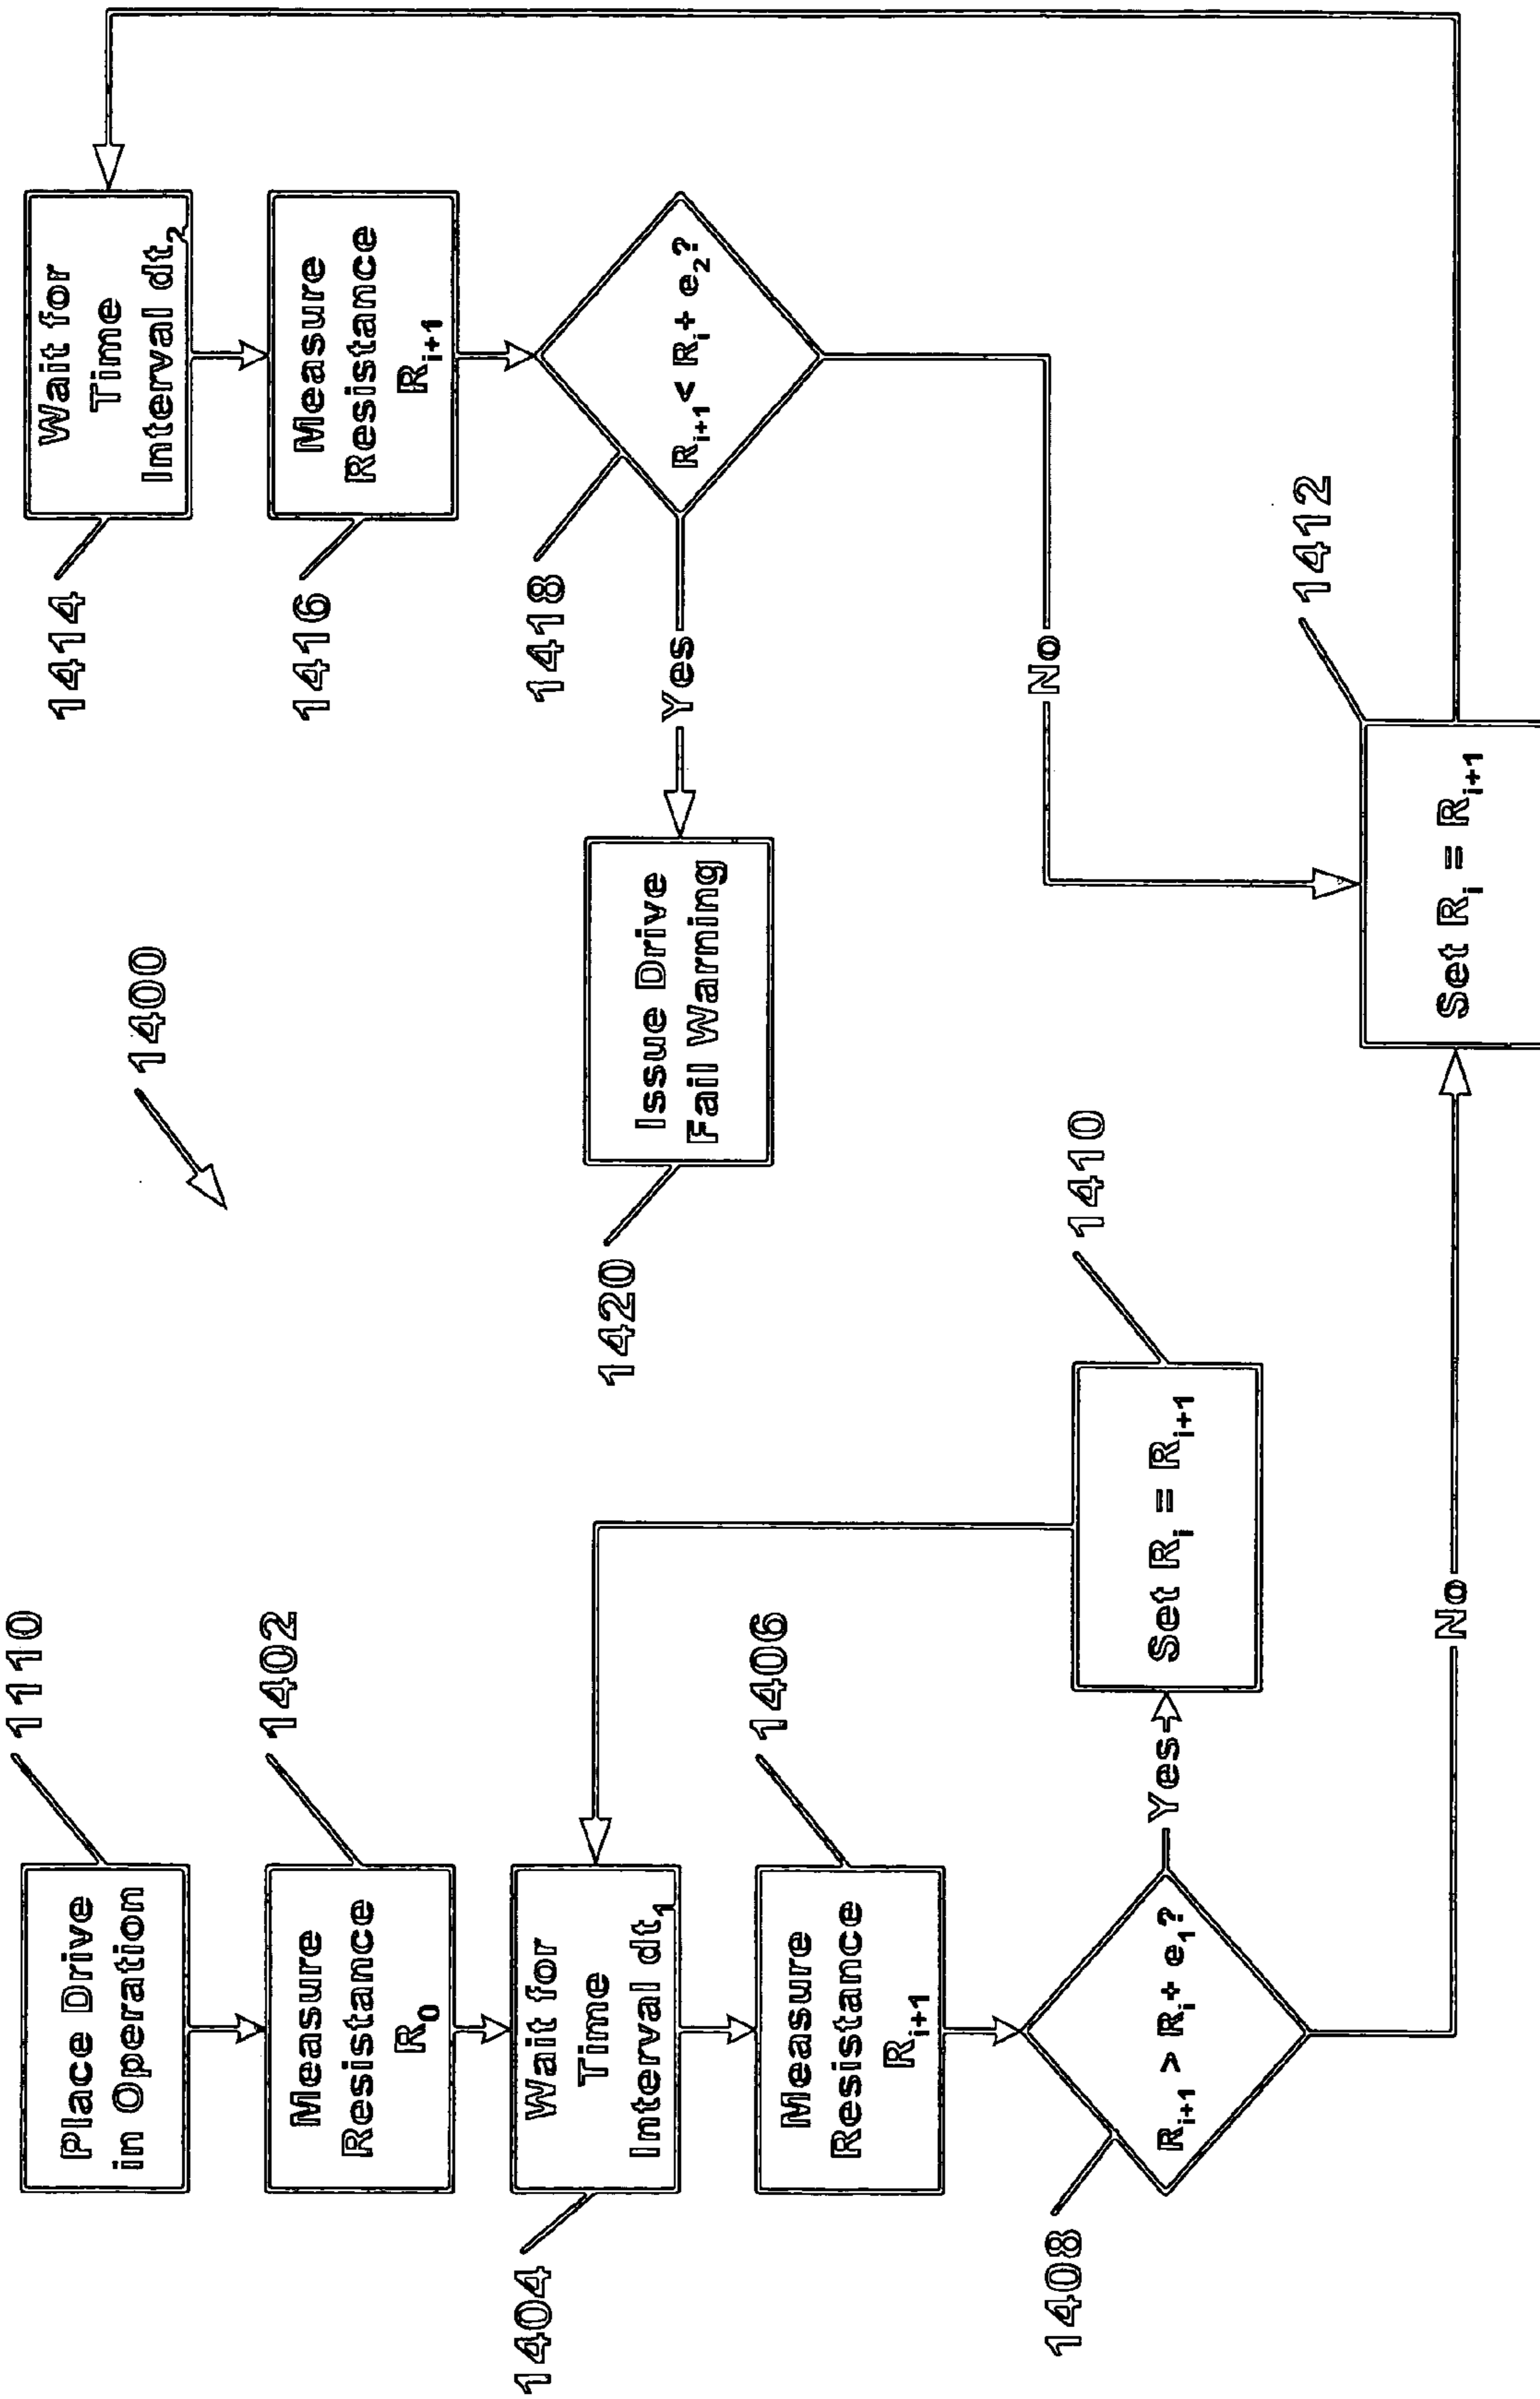 1400
1110
Place Drive
in Operation
1402
Measure
Resistance
R₀
1404
Wait for
Time
Interval dt₁
1406
Measure
Resistance
Rᵢ₊₁
1408
Rᵢ₊₁ > Rᵢ + e₁?
Yes
1410
Set Rᵢ = Rᵢ₊₁
No
1412
Set Rᵢ = Rᵢ₊₁
1414
Wait for
Time
Interval dt₂
1416
Measure
Resistance
Rᵢ₊₁
1418
Rᵢ₊₁ < Rᵢ + e₂?
Yes
No
1420
Issue Drive
Fail Warning